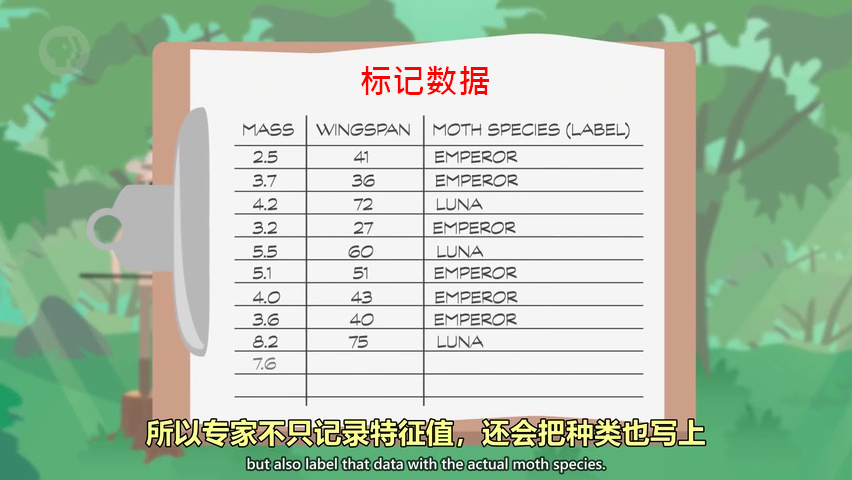 标记数据
MASS WINGSPAN MOTH SPECIES (LABEL)
2.5 41 EMPEROR
3.7 36 EMPEROR
4.2 72 LUNA
3.2 27 EMPEROR
5.5 60 LUNA
5.1 51 EMPEROR
4.0 43 EMPEROR
3.6 40 EMPEROR
8.2 75 LUNA
7.6
所以专家不只记录特征值，还会把种类也写上
but also label that data with the actual moth species.